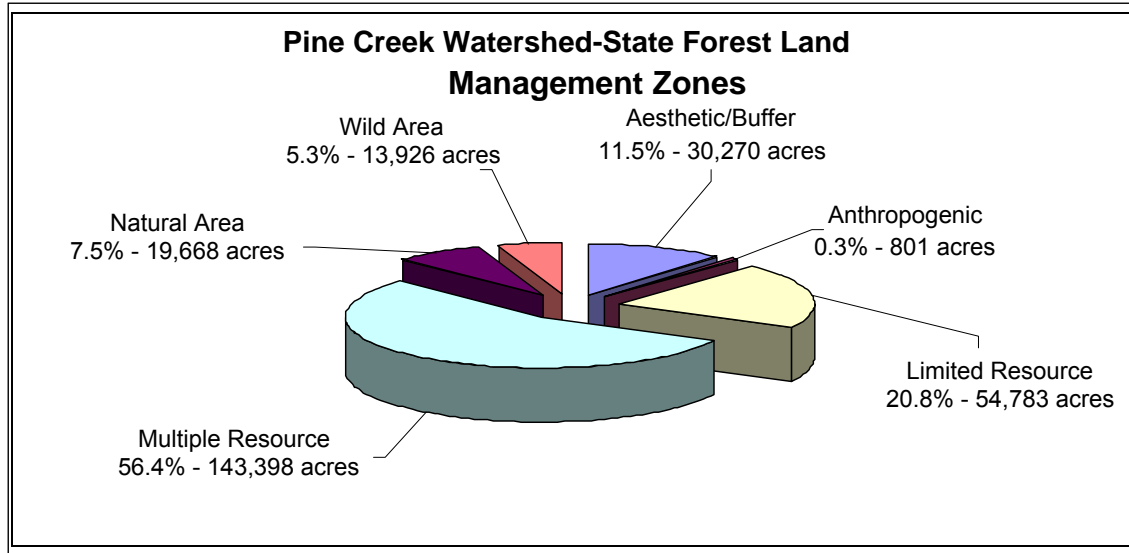 Pine Creek Watershed-State Forest Land
Management Zones
Wild Area
5.3% - 13,926 acres
Aesthetic/Buffer
11.5% - 30,270 acres
Natural Area
7.5% - 19,668 acres
Anthropogenic
0.3% - 801 acres
Limited Resource
20.8% - 54,783 acres
Multiple Resource
56.4% - 143,398 acres